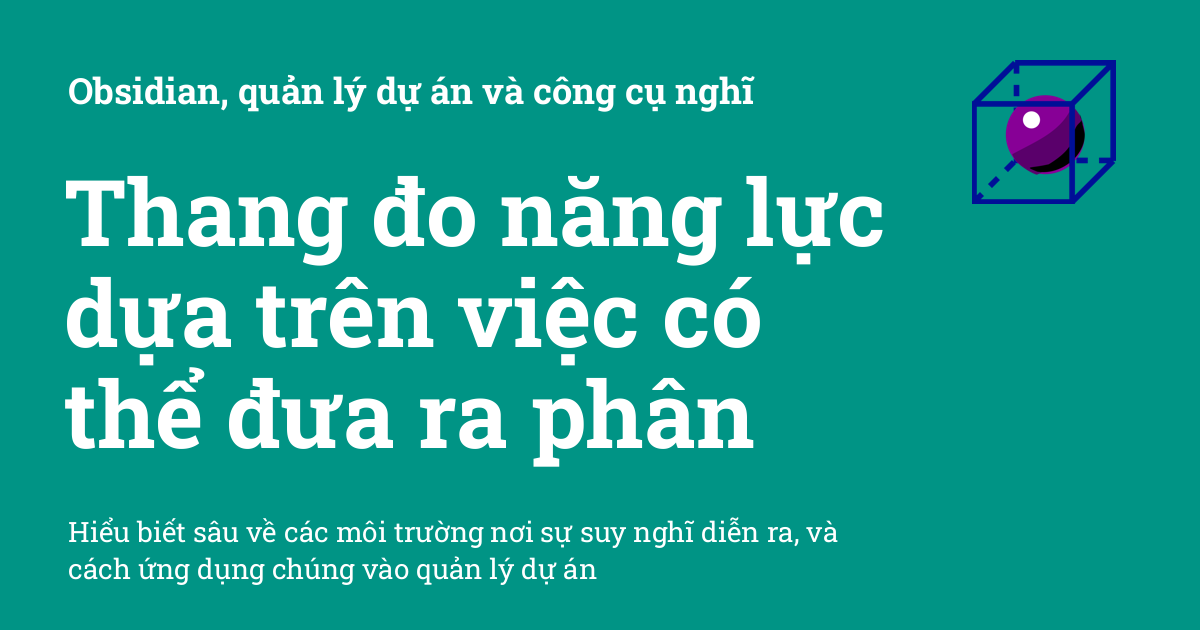 Obsidian, quản lý dự án và công cụ nghĩ
Thang đo năng lực
dựa trên việc có
thể đưa ra phân
Hiểu biết sâu về các môi trường nơi sự suy nghĩ diễn ra, và
cách ứng dụng chúng vào quản lý dự án